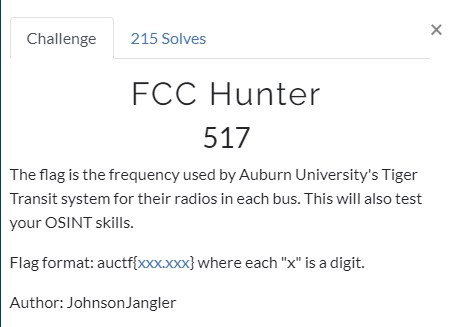 Challenge
215 Solves
×
FCC Hunter
517
The flag is the frequency used by Auburn University's Tiger
Transit system for their radios in each bus. This will also test
your OSINT skills.
Flag format: auctf{xxx.xxx} where each "x" is a digit.
Author: JohnsonJangler